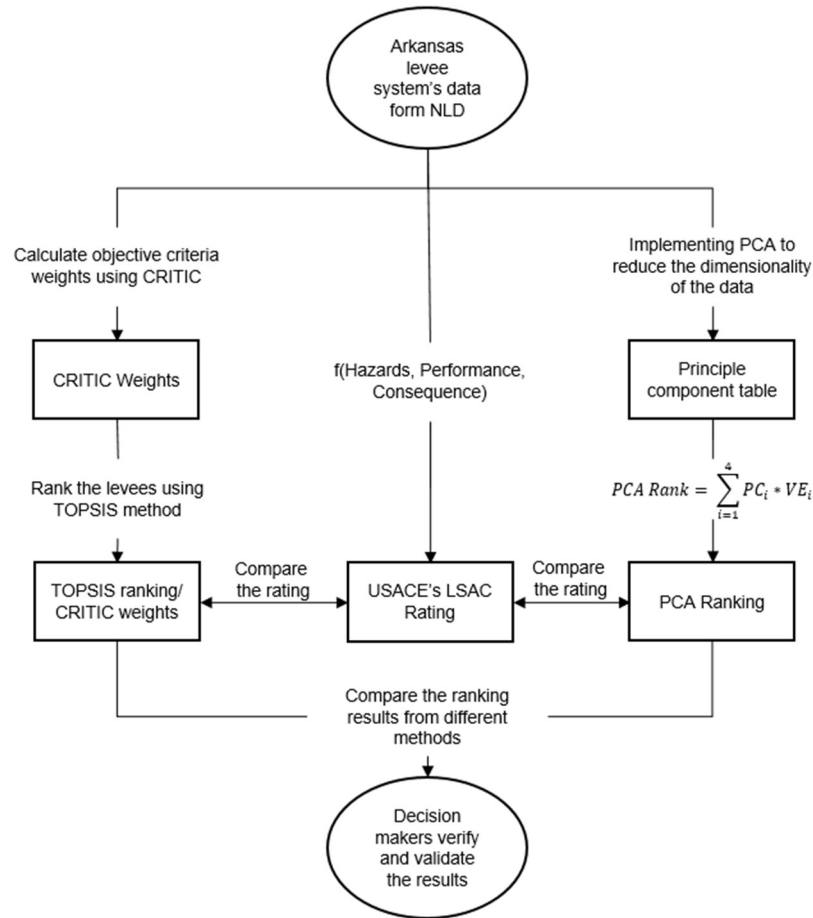 Arkansas
levee
system's data
form NLD
Calculate objective criteria
weights using CRITIC
Implementing PCA to
reduce the dimensionality
of the data
CRITIC Weights
f(Hazards, Performance,
Consequence)
Principle
component table
Rank the levees using
TOPSIS method
PCA Rank = \sum_{i=1}^{4} PC_i * VE_i
TOPSIS ranking/
CRITIC weights
Compare
the rating
USACE's LSAC
Rating
Compare
the rating
PCA Ranking
Compare the ranking
results from different
methods
Decision
makers verify
and validate
the results